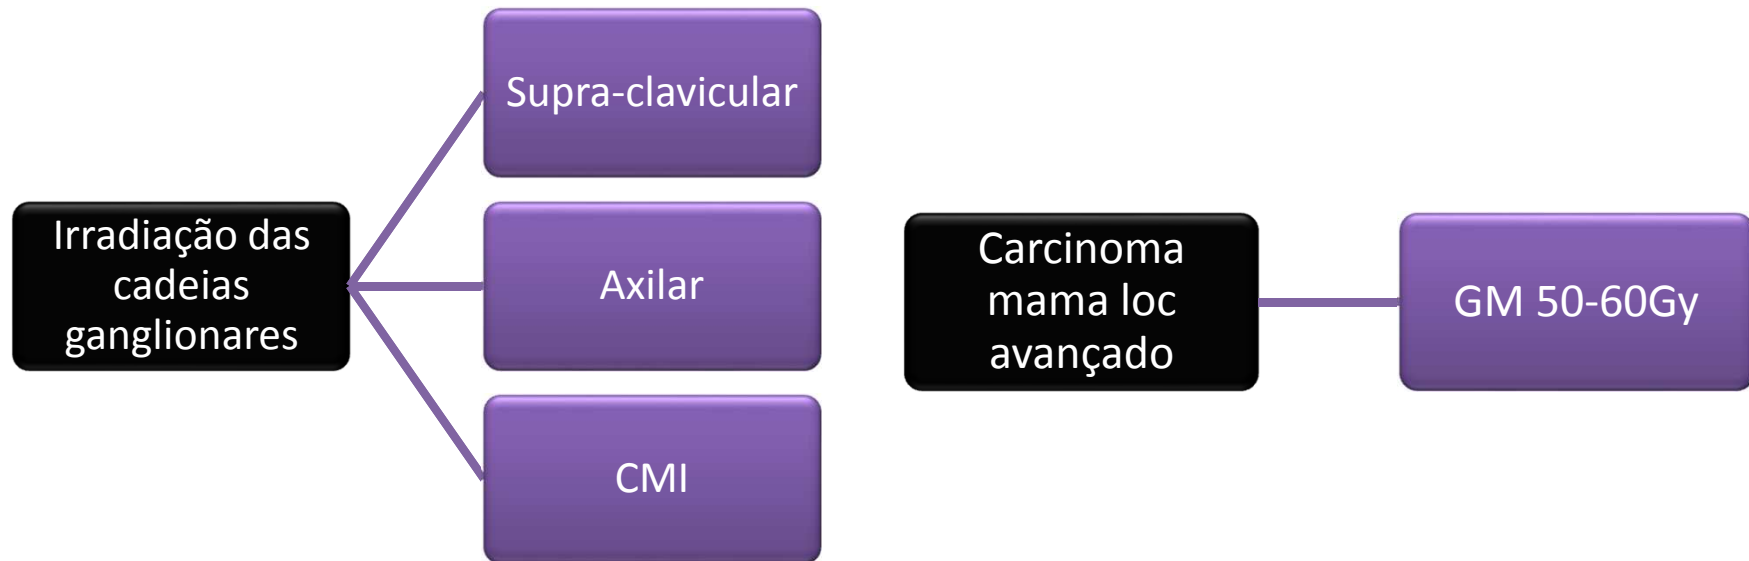 Irradiação das
cadeias
ganglionares
Supra-clavicular
Axilar
CMI
Carcinoma
mama loc
avançado
GM 50-60Gy